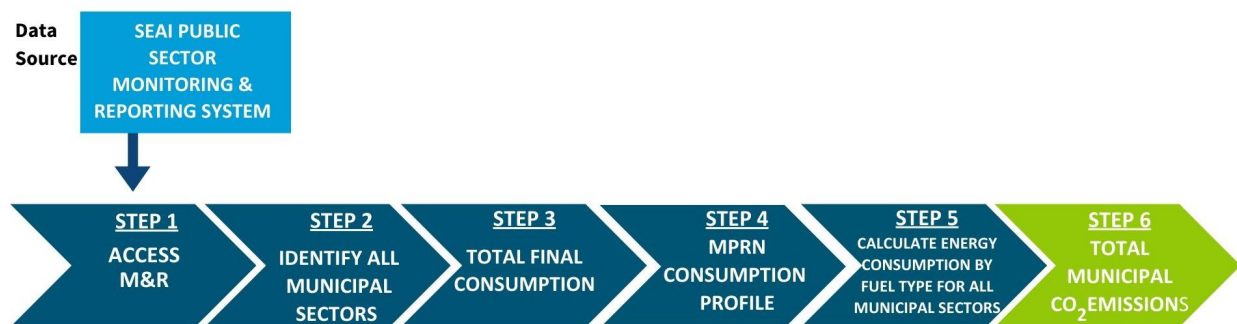 Data
Source
SEAI PUBLIC
SECTOR
MONITORING &
REPORTING SYSTEM
STEP 1
ACCESS
M&R
STEP 2
IDENTIFY ALL
MUNICIPAL
SECTORS
STEP 3
TOTAL FINAL
CONSUMPTION
STEP 4
MPRN
CONSUMPTION
PROFILE
STEP 5
CALCULATE ENERGY
CONSUMPTION BY
FUEL TYPE FOR ALL
MUNICIPAL SECTORS
STEP 6
TOTAL
MUNICIPAL
CO₂EMISSIONS